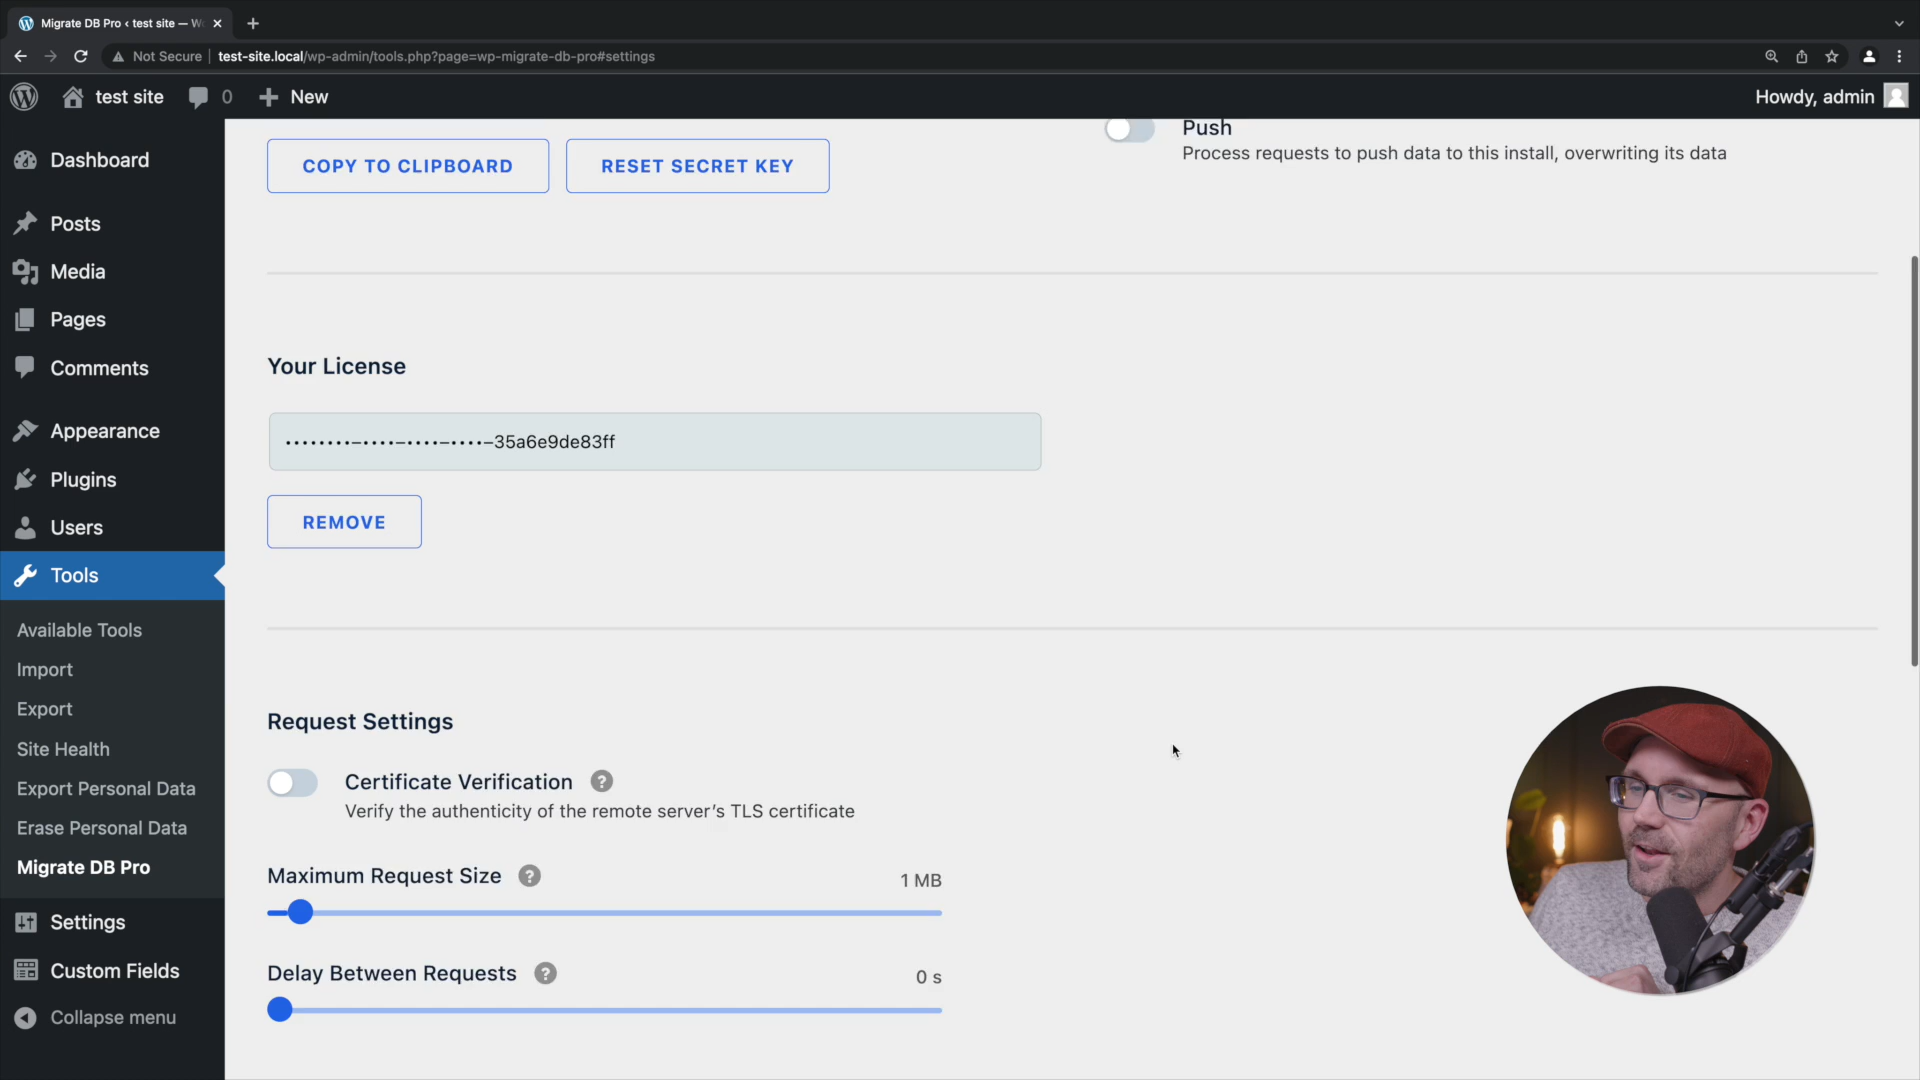 Migrate DB Pro ‹ test site — W
Not Secure
test-site.local/wp-admin/tools.php?page=wp-migrate-db-pro#settings
test site
0
New
Howdy, admin
Dashboard
Posts
Media
Pages
Comments
Appearance
Plugins
Users
Tools
Available Tools
Import
Export
Site Health
Export Personal Data
Erase Personal Data
Migrate DB Pro
Settings
Custom Fields
Collapse menu
COPY TO CLIPBOARD
RESET SECRET KEY
Push
Process requests to push data to this install, overwriting its data
Your License
••••••••–••••–••••–••••–35a6e9de83ff
REMOVE
Request Settings
Certificate Verification ?
Verify the authenticity of the remote server’s TLS certificate
Maximum Request Size ?
1 MB
Delay Between Requests ?
0 s